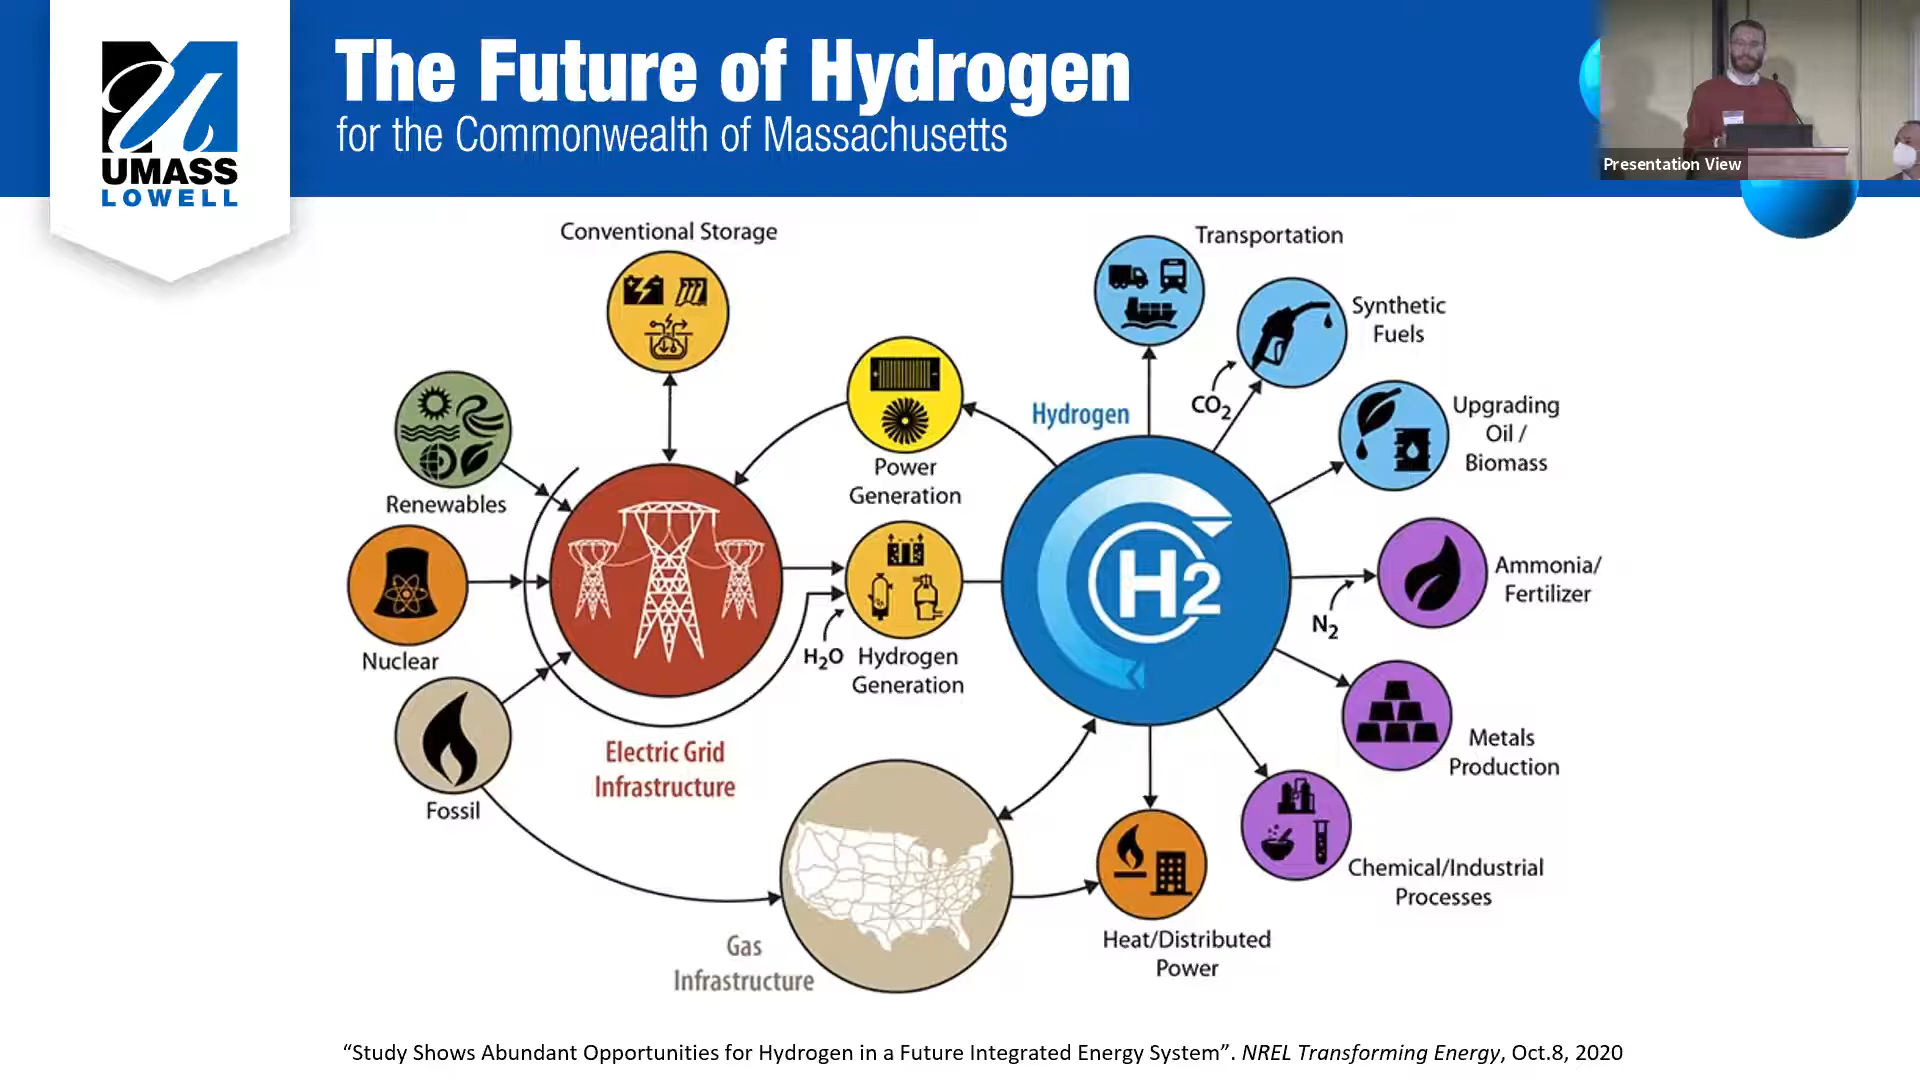 The Future of Hydrogen
for the Commonwealth of Massachusetts
UMASS
LOWELL
Presentation View
Conventional Storage
Transportation
Synthetic
Fuels
CO2
Hydrogen
Upgrading
Oil /
Biomass
Renewables
Power
Generation
H2
Ammonia/
Fertilizer
N2
Nuclear
H2O
Hydrogen
Generation
Electric Grid
Infrastructure
Metals
Production
Fossil
Chemical/Industrial
Processes
Gas
Infrastructure
Heat/Distributed
Power
“Study Shows Abundant Opportunities for Hydrogen in a Future Integrated Energy System”. NREL Transforming Energy, Oct.8, 2020